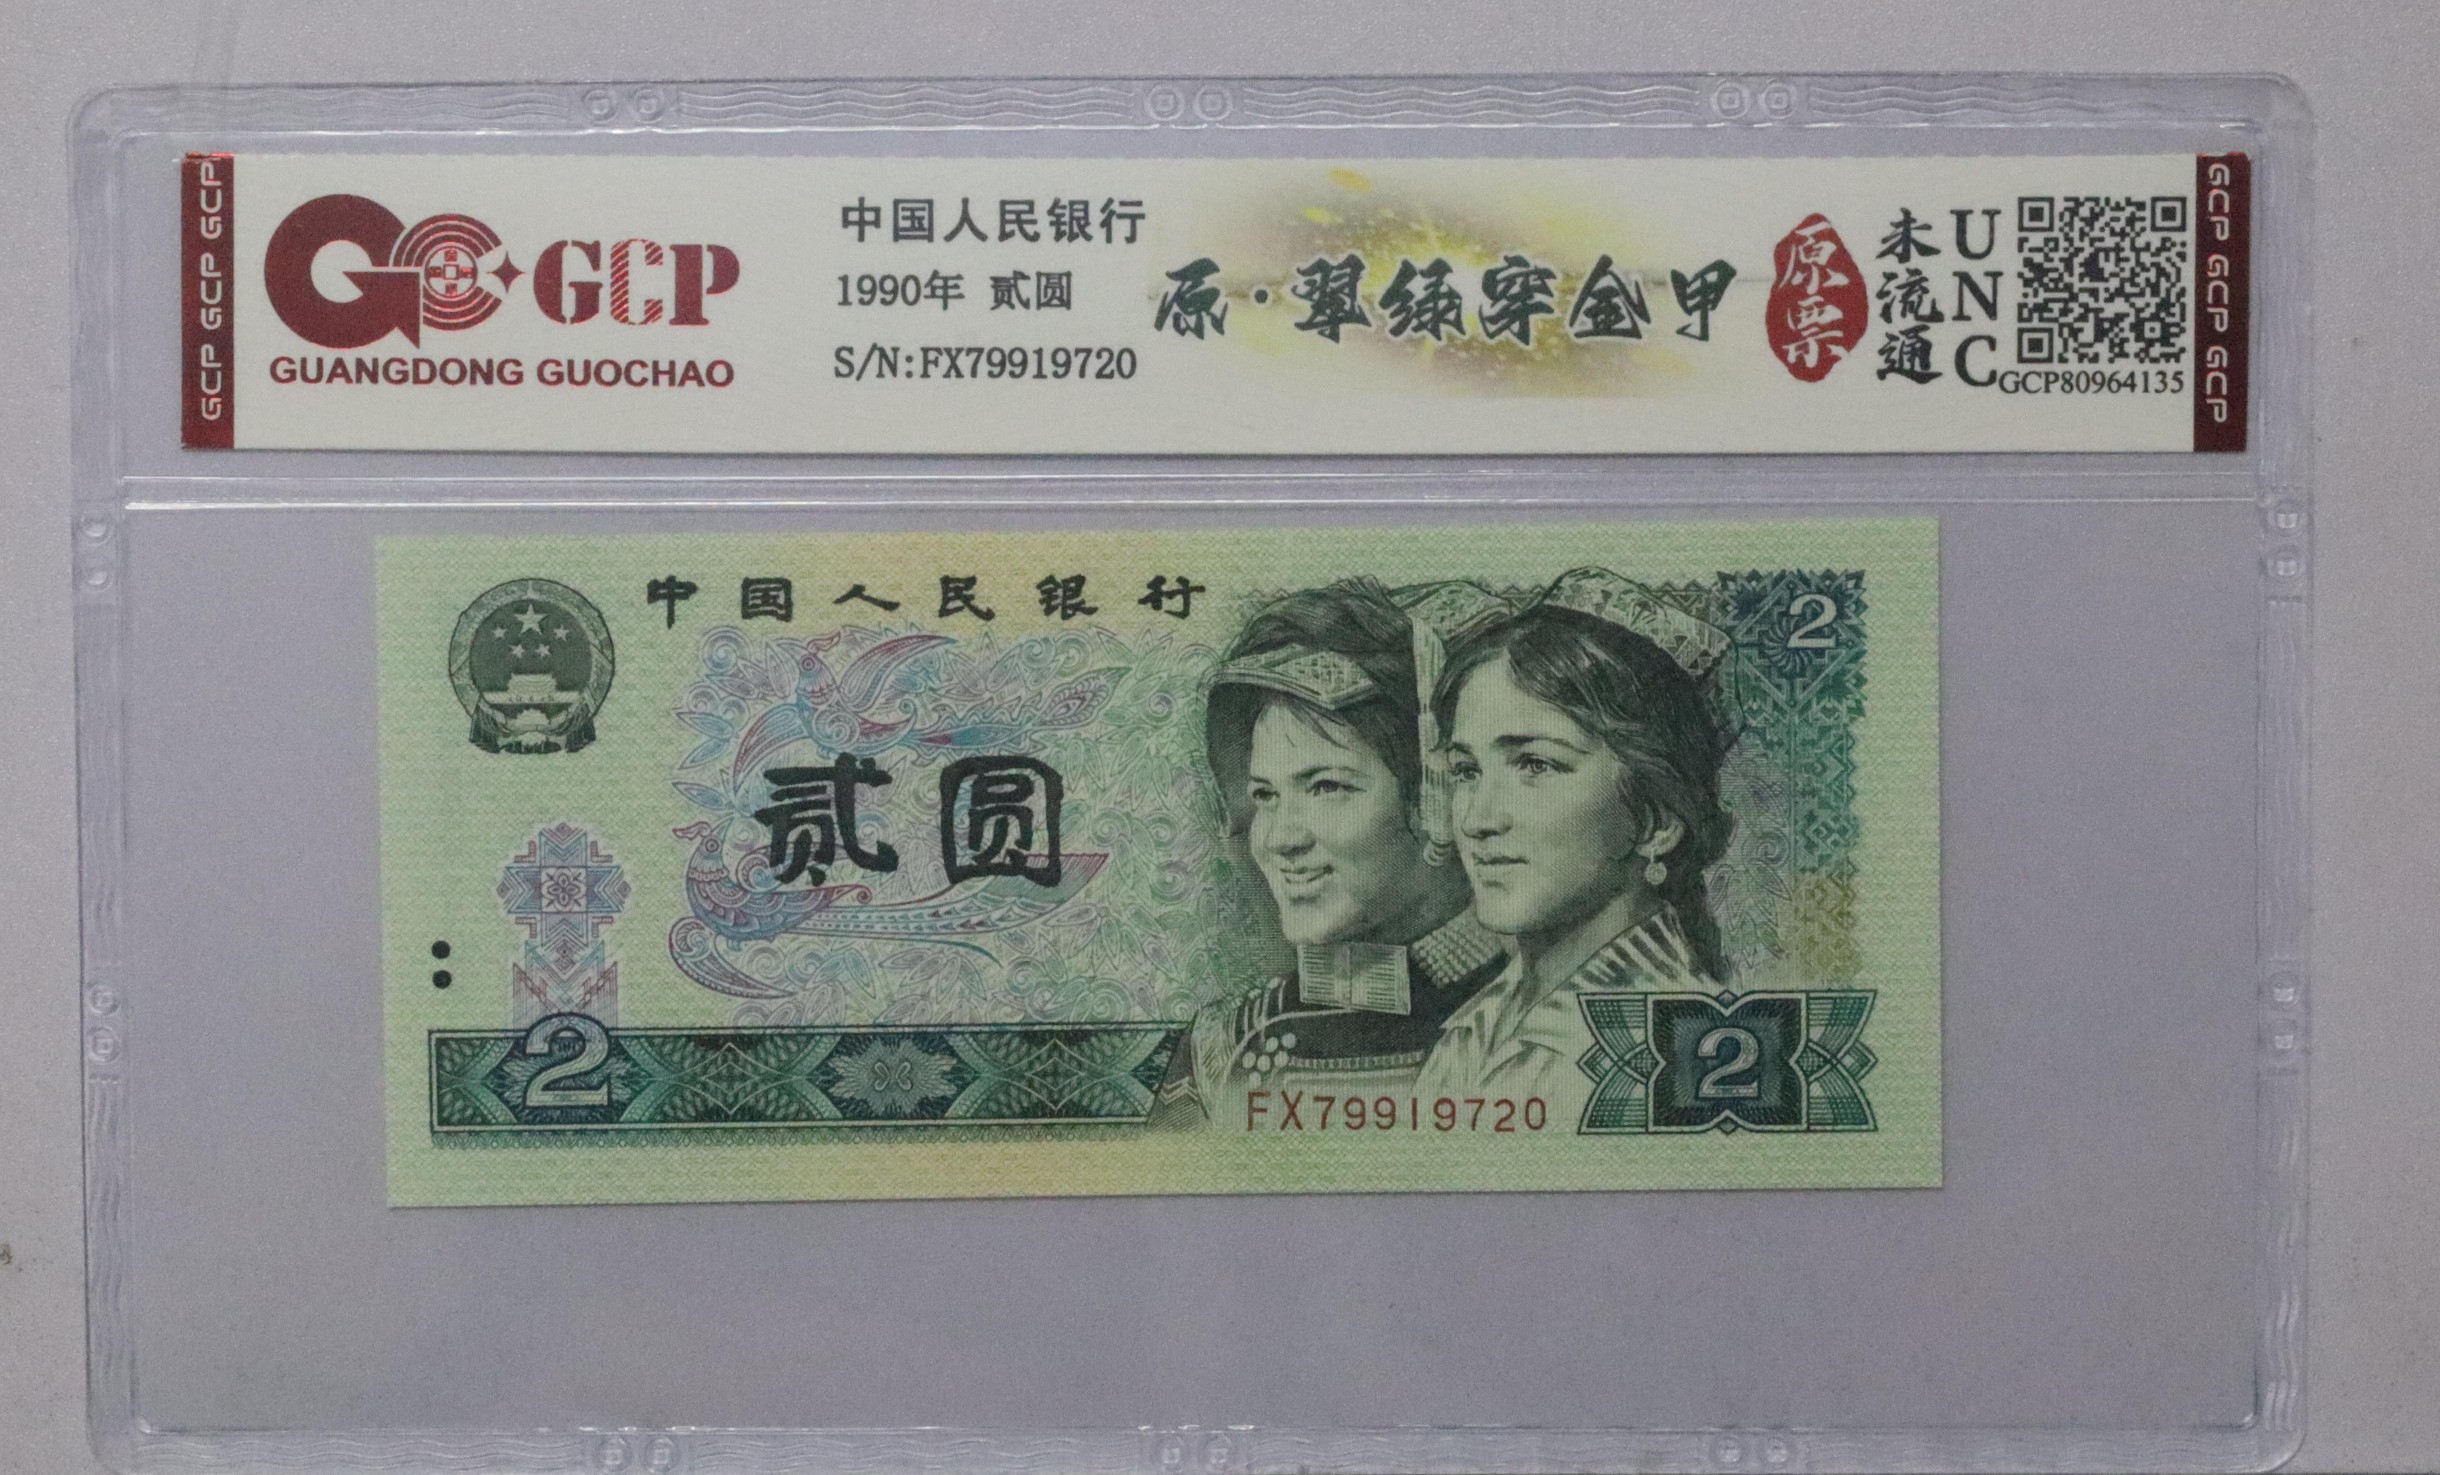 GCP GCP GCP
GCP
GUANGDONG GUOCHAO
中国人民银行
1990年 贰圆
S/N:FX79919720
原·翠绿穿金甲
原票
未流通
UNC
GCP80964135
GCP GCP GCP
中国人民银行
2
贰圆
2
FX79919720
2